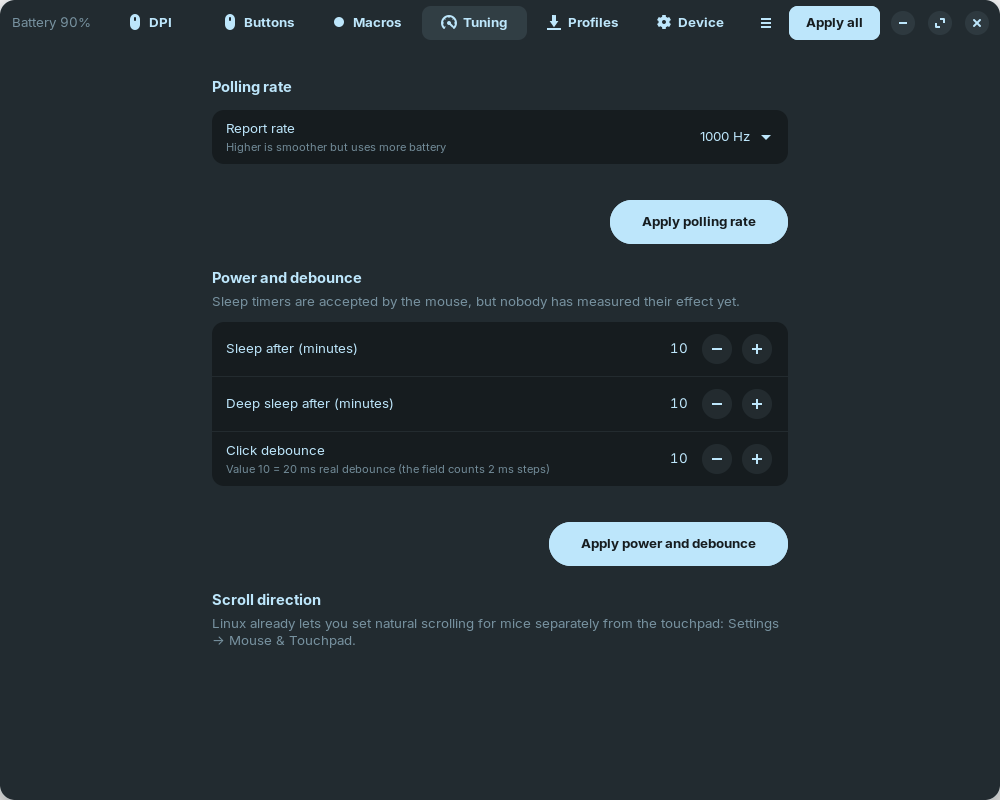 Battery 90%
DPI
Buttons
Macros
Tuning
Profiles
Device
Apply all
Polling rate
Report rate
Higher is smoother but uses more battery
1000 Hz
Apply polling rate
Power and debounce
Sleep timers are accepted by the mouse, but nobody has measured their effect yet.
Sleep after (minutes)
10
Deep sleep after (minutes)
10
Click debounce
Value 10 = 20 ms real debounce (the field counts 2 ms steps)
10
Apply power and debounce
Scroll direction
Linux already lets you set natural scrolling for mice separately from the touchpad: Settings
→ Mouse & Touchpad.